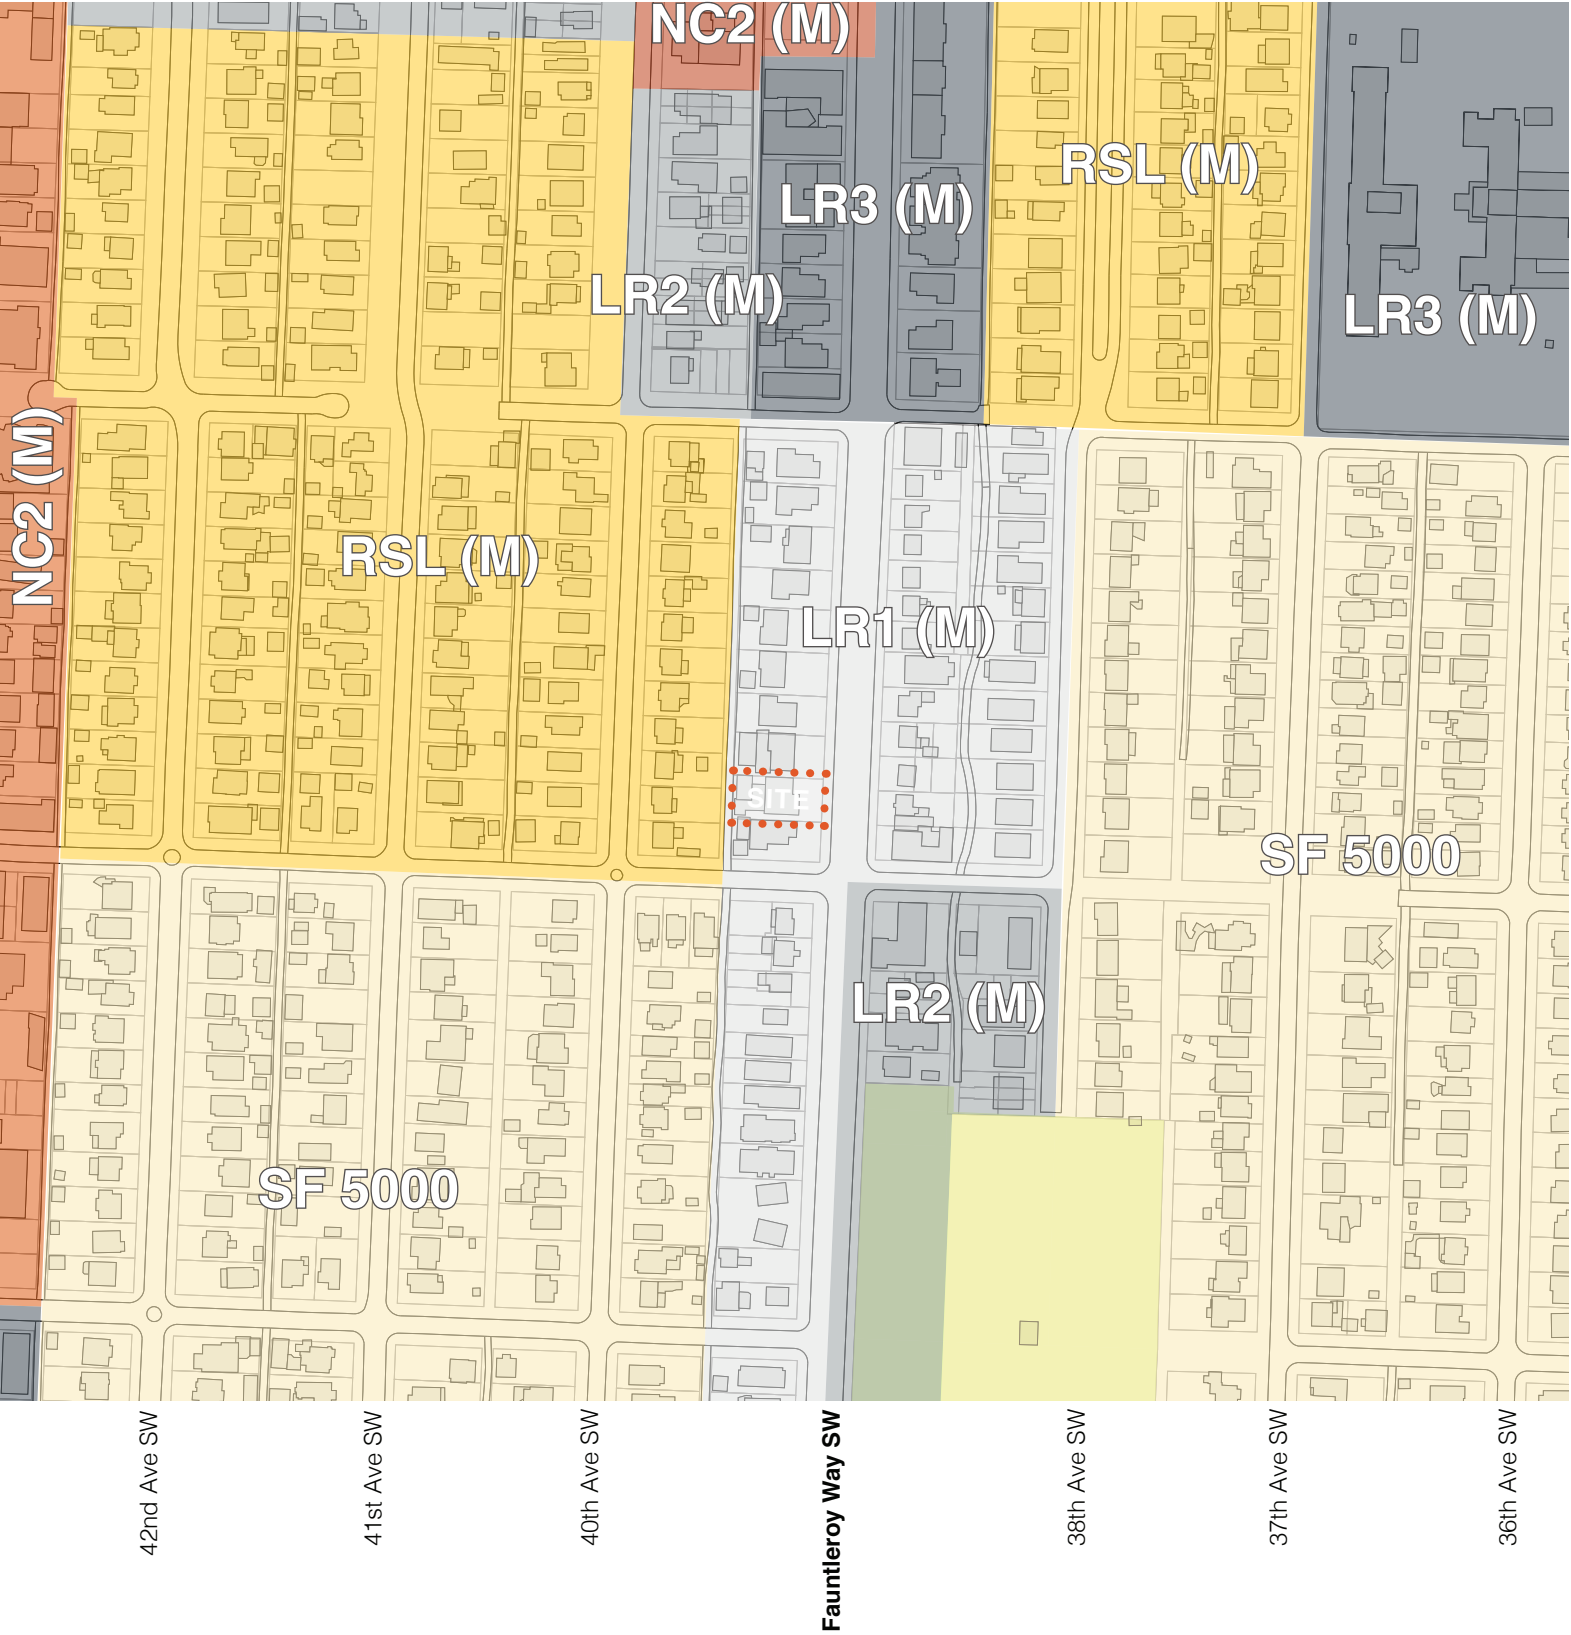 NC2 (M)
RSL (M)
LR3 (M)
LR2 (M)
LR3 (M)
NC2 (M)
RSL (M)
LR1 (M)
SITE
SF 5000
LR2 (M)
SF 5000
42nd Ave SW
41st Ave SW
40th Ave SW
Fauntleroy Way SW
38th Ave SW
37th Ave SW
36th Ave SW